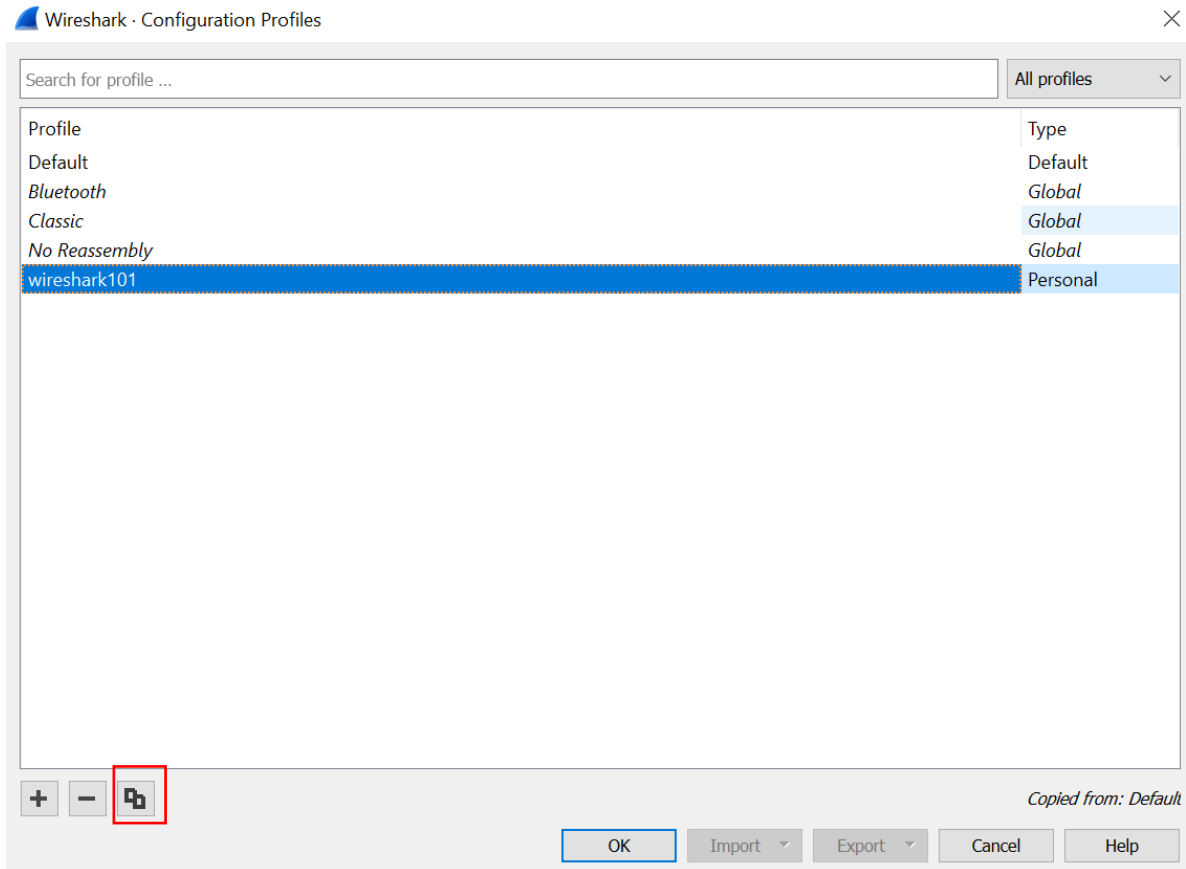 Wireshark · Configuration Profiles
Search for profile ... All profiles
Profile Type
Default Default
Bluetooth Global
Classic Global
No Reassembly Global
wireshark101 Personal
Copied from: Default
OK Import Export Cancel Help